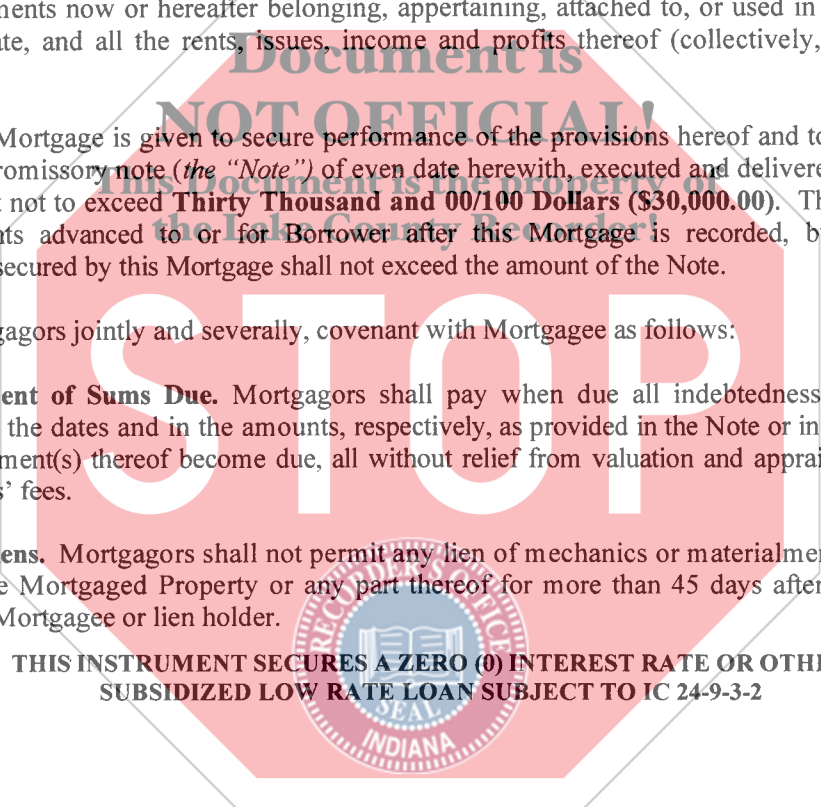 ments now or hereafter belonging, appertaining, attached to, or used in
te, and all the rents, issues, income and profits thereof (collectively,
Document is
NOT OFFICIAL!
Mortgage is given to secure performance of the provisions hereof and to
romissory note (the “Note”) of even date herewith, executed and delivere
This Document is the property of
not to exceed Thirty Thousand and 00/100 Dollars ($30,000.00). Th
the Lake County Recorder!
nts advanced to or for Borrower after this Mortgage is recorded, b
secured by this Mortgage shall not exceed the amount of the Note.
gagors jointly and severally, covenant with Mortgagee as follows:
STOP
ent of Sums Due. Mortgagors shall pay when due all indebtedness
the dates and in the amounts, respectively, as provided in the Note or in
ment(s) thereof become due, all without relief from valuation and apprai
s’ fees.
ens. Mortgagors shall not permit any lien of mechanics or materialmen
e Mortgaged Property or any part thereof for more than 45 days after
Mortgagee or lien holder.
RECORDER'S OFFICE
THIS INSTRUMENT SECURES A ZERO (0) INTEREST RATE OR OTH
SUBSIDIZED LOW RATE LOAN SUBJECT TO IC 24-9-3-2
SEAL
INDIANA